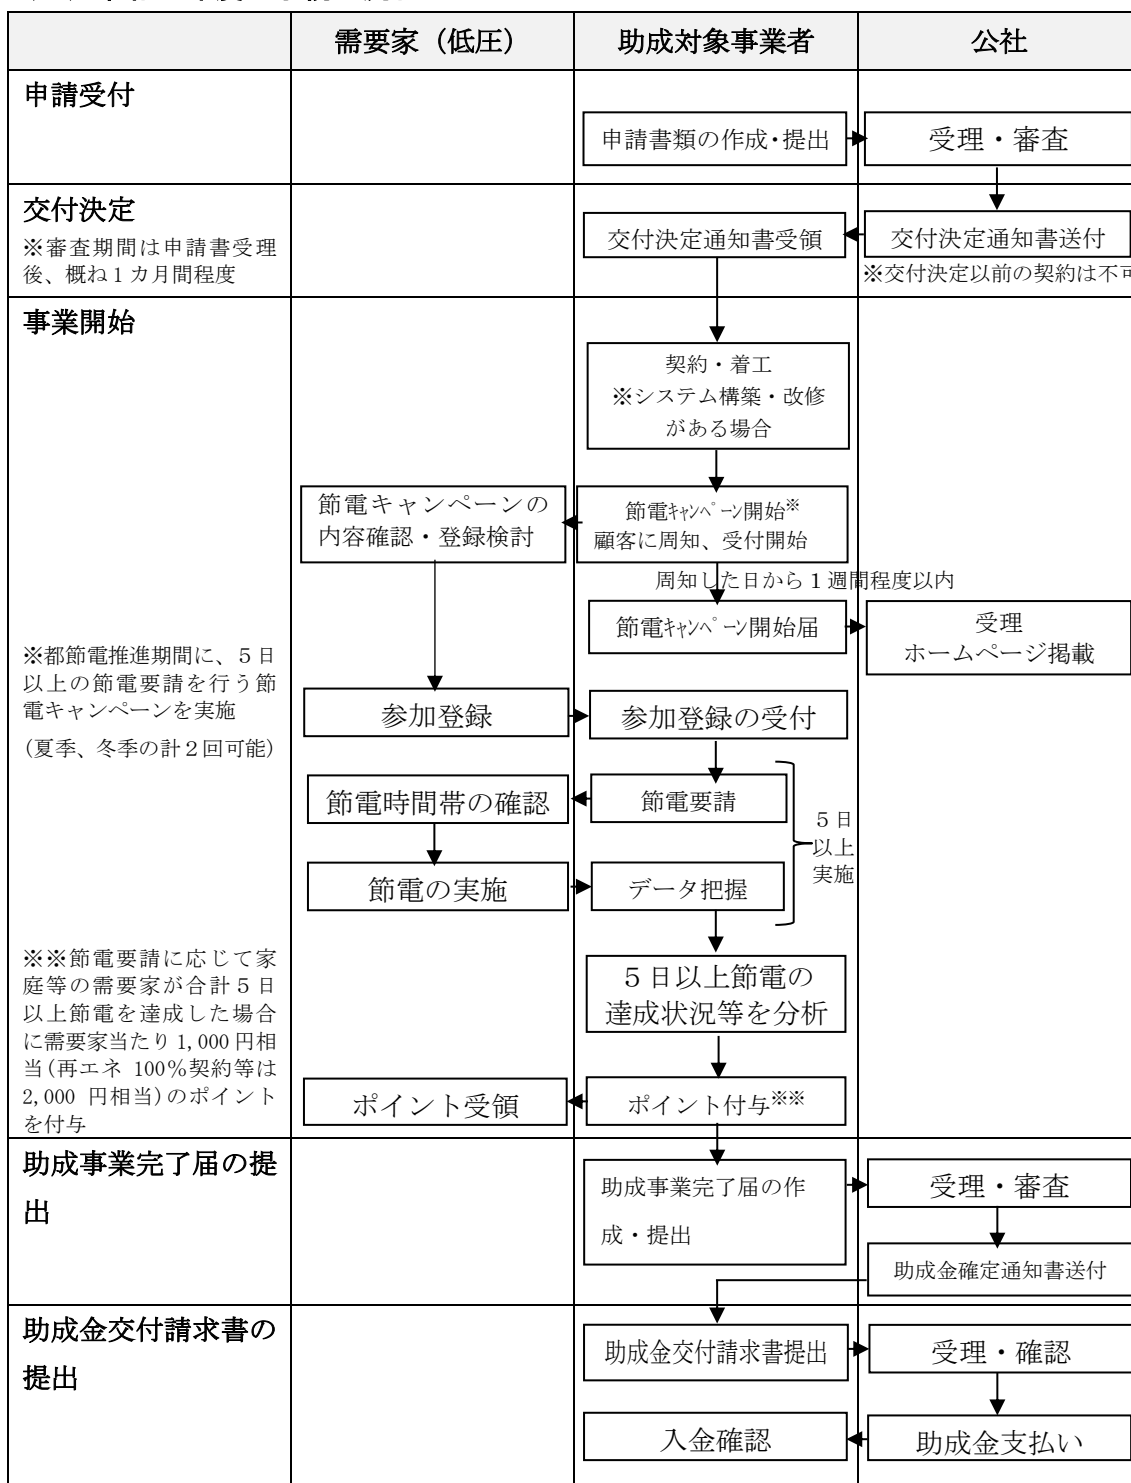 需要家（低圧）
助成対象事業者
公社
申請受付
申請書類の作成・提出
受理・審査
交付決定
※審査期間は申請書受理
後、概ね１カ月間程度
交付決定通知書受領
交付決定通知書送付
※交付決定以前の契約は不可
事業開始
契約・着工
※システム構築・改修
がある場合
節電キャンペーンの
内容確認・登録検討
節電ｷｬﾝﾍﾟｰﾝ開始※
顧客に周知、受付開始
周知した日から１週間程度以内
節電ｷｬﾝﾍﾟｰﾝ開始届
受理
ホームページ掲載
※都節電推進期間に、５日
以上の節電要請を行う節
電キャンペーンを実施
(夏季、冬季の計２回可能)
参加登録
参加登録の受付
節電時間帯の確認
節電要請
５日
以上
実施
節電の実施
データ把握
※※節電要請に応じて家
庭等の需要家が合計５日
以上節電を達成した場合
に需要家当たり1,000円相
当(再エネ 100％契約等は
2,000 円相当)のポイント
を付与
５日以上節電の
達成状況等を分析
ポイント受領
ポイント付与※※
助成事業完了届の提
出
助成事業完了届の作
成・提出
受理・審査
助成金確定通知書送付
助成金交付請求書の
提出
助成金交付請求書提出
受理・確認
入金確認
助成金支払い